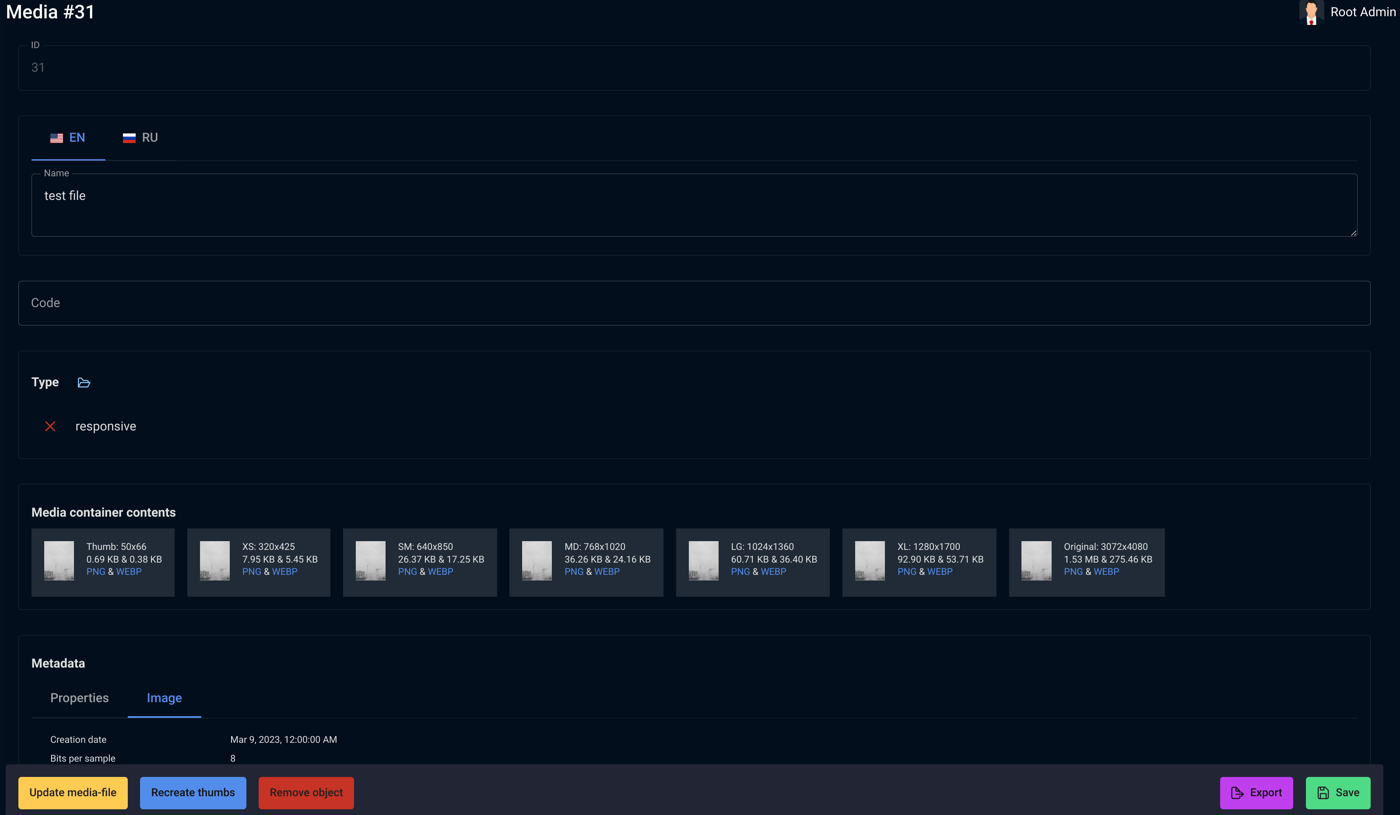 Media #31
Root Admin
ID
31
EN
RU
Name
test file
Code
Type
responsive
Media container contents
Thumb: 50x66
0.69 KB & 0.38 KB
PNG & WEBP
XS: 320x425
7.95 KB & 5.45 KB
PNG & WEBP
SM: 640x850
26.37 KB & 17.25 KB
PNG & WEBP
MD: 768x1020
36.26 KB & 24.16 KB
PNG & WEBP
LG: 1024x1360
60.71 KB & 36.40 KB
PNG & WEBP
XL: 1280x1700
92.90 KB & 53.71 KB
PNG & WEBP
Original: 3072x4080
1.53 MB & 275.46 KB
PNG & WEBP
Metadata
Properties
Image
Creation date Mar 9, 2023, 12:00:00 AM
Bits per sample 8
Update media-file
Recreate thumbs
Remove object
Export
Save